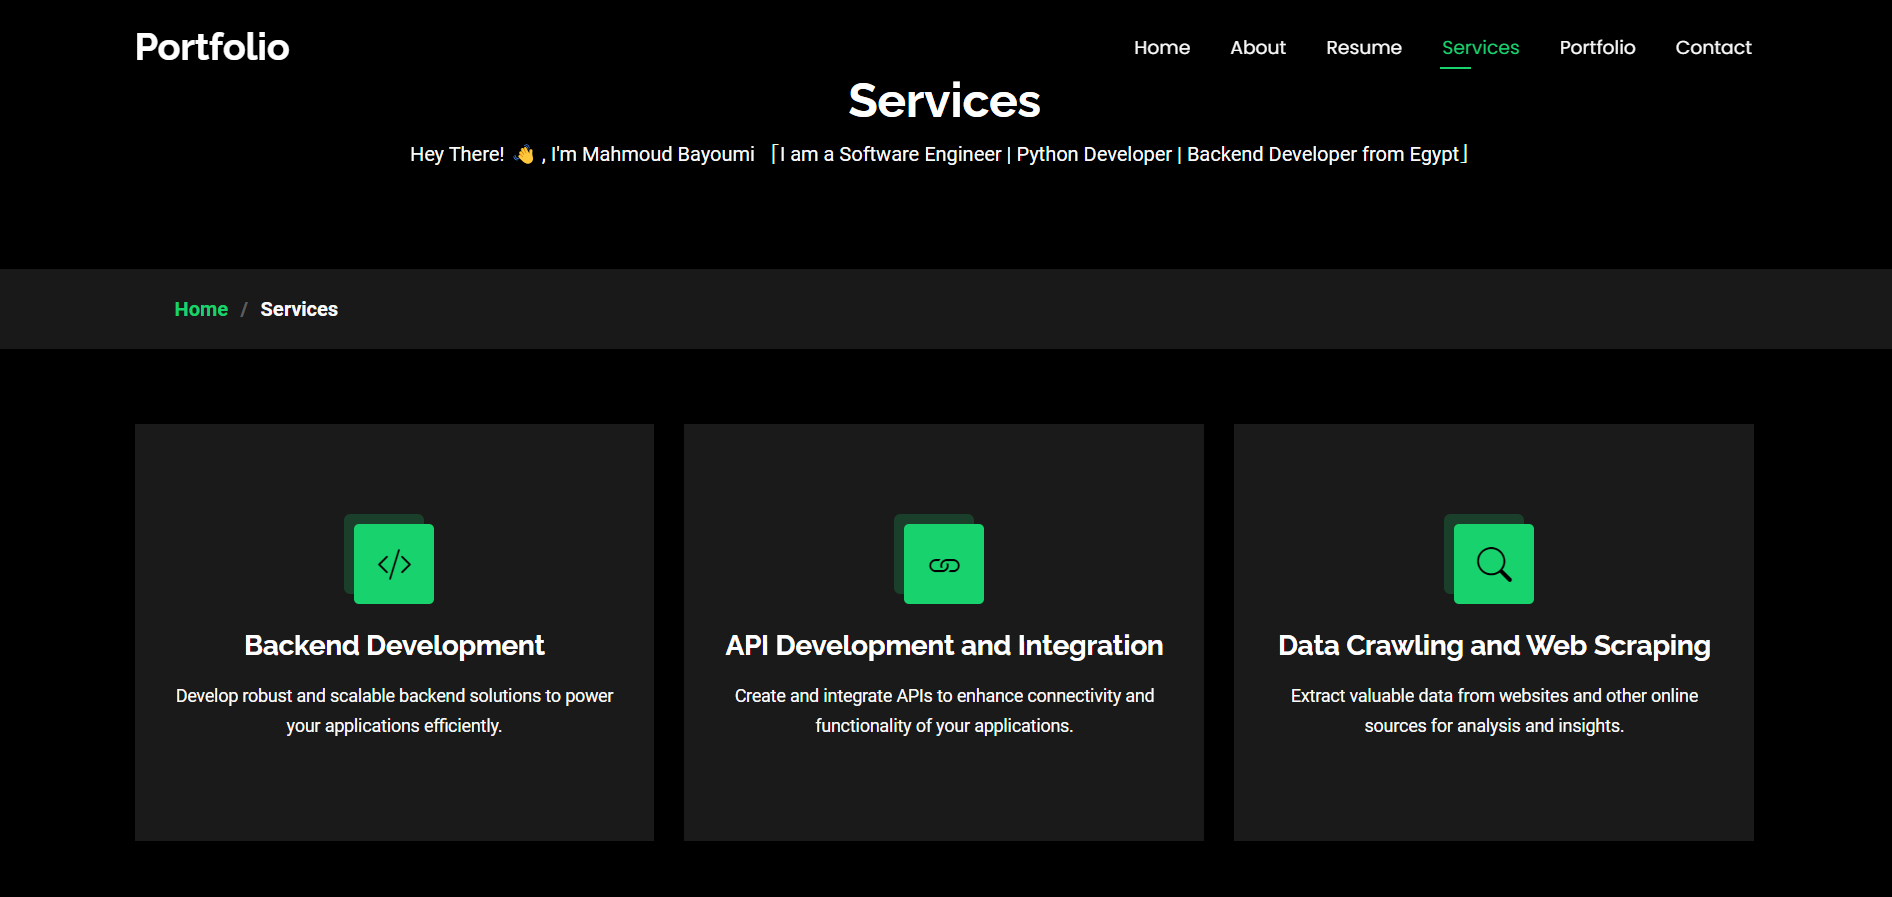 Portfolio
Home About Resume Services Portfolio Contact
Services
Hey There! 👋 , I'm Mahmoud Bayoumi ⌈I am a Software Engineer | Python Developer | Backend Developer from Egypt⌋
Home / Services
Backend Development
Develop robust and scalable backend solutions to power
your applications efficiently.
API Development and Integration
Create and integrate APIs to enhance connectivity and
functionality of your applications.
Data Crawling and Web Scraping
Extract valuable data from websites and other online
sources for analysis and insights.